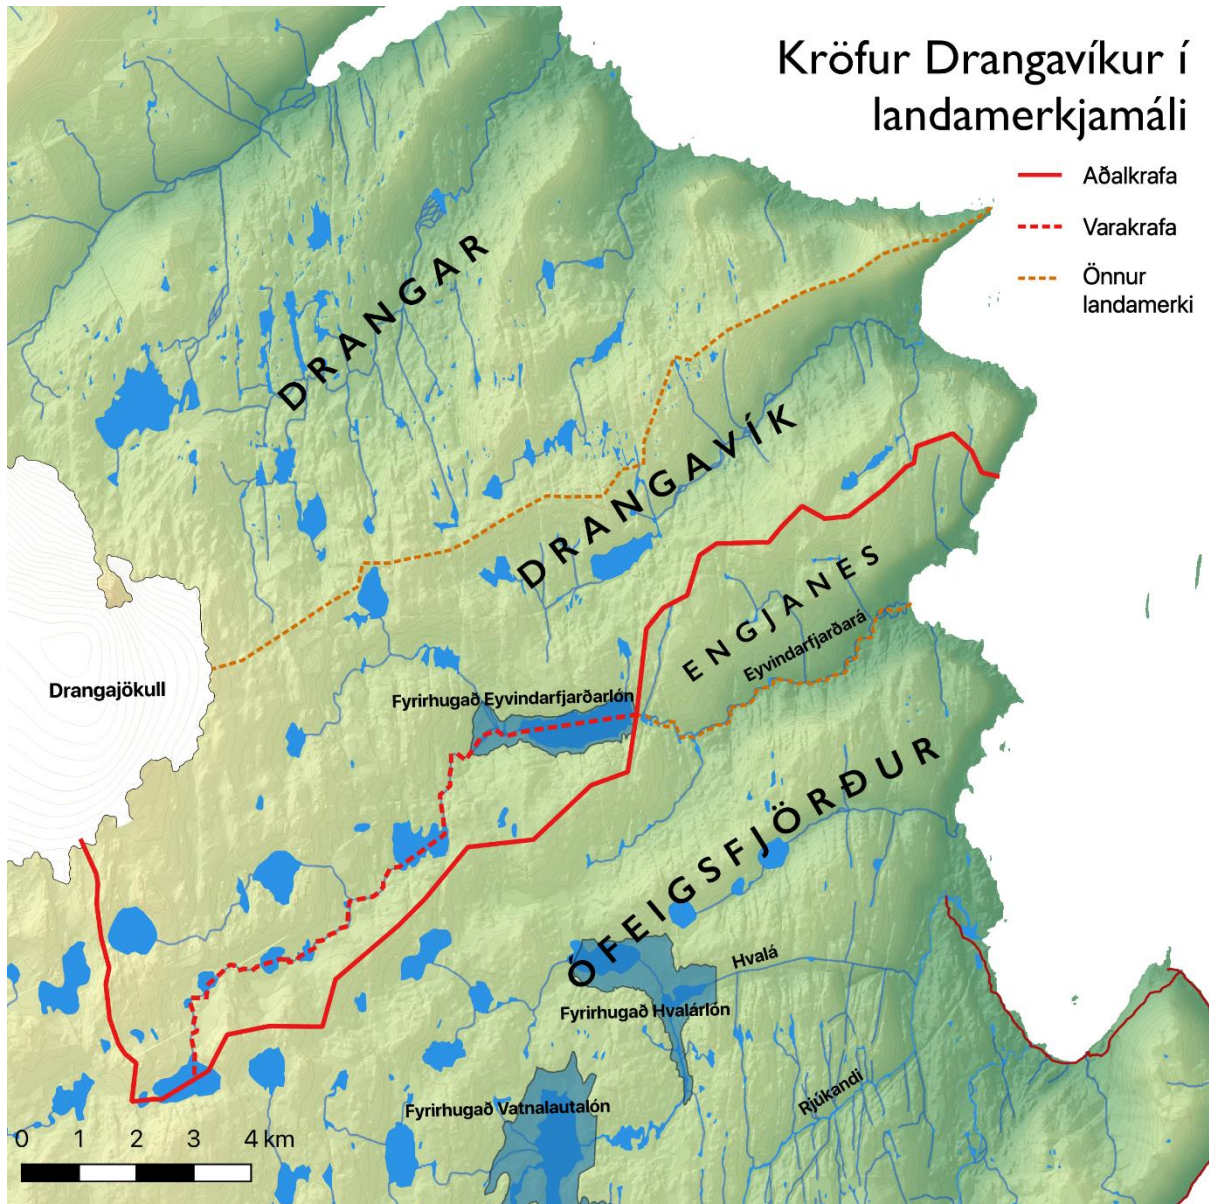 Kröfur Drangavíkur í
landamerkjamáli
Aðalkrafa
Varakrafa
Önnur
landamerki
DRANGAR
DRANGAVÍK
ENGJANES
Eyvindarfjarðará
Drangajökull
Fyrirhugað Eyvindarfjarðarlón
ÓFEIGSFJÖRÐUR
Hvalá
Fyrirhugað Hvalárlón
Rjúkandi
Fyrirhugað Vatnalautalón
0 1 2 3 4 km